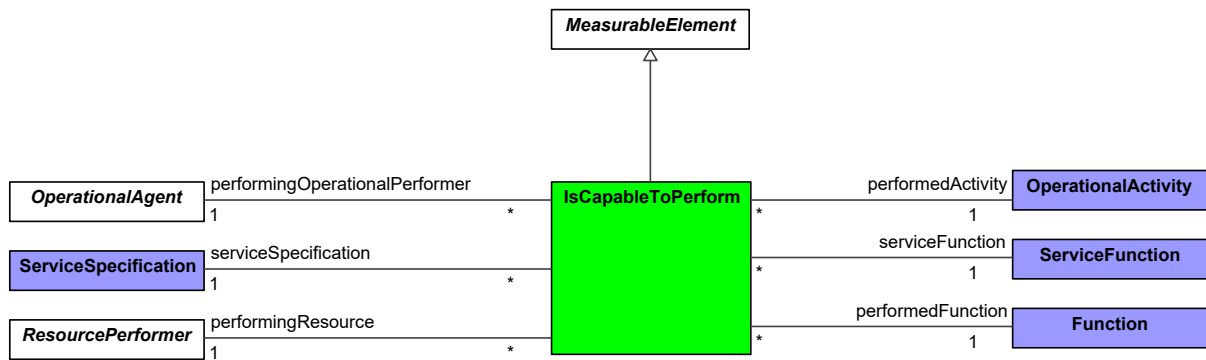 MeasurableElement
OperationalAgent
performingOperationalPerformer
1
*
IsCapableToPerform
performedActivity
*
1
OperationalActivity
ServiceSpecification
serviceSpecification
1
*
serviceFunction
*
1
ServiceFunction
ResourcePerformer
performingResource
1
*
performedFunction
*
1
Function